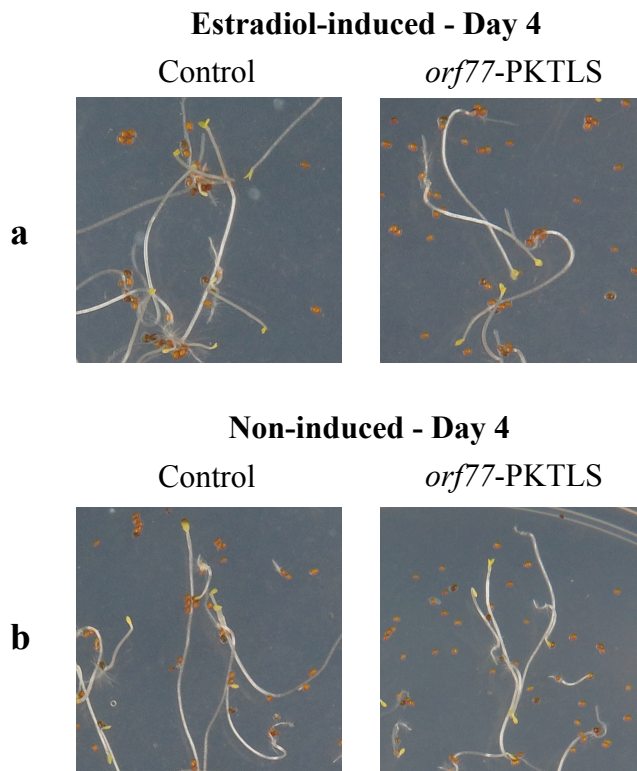 Estradiol-induced - Day 4
Control orf77-PKTLS
a
Non-induced - Day 4
Control orf77-PKTLS
b